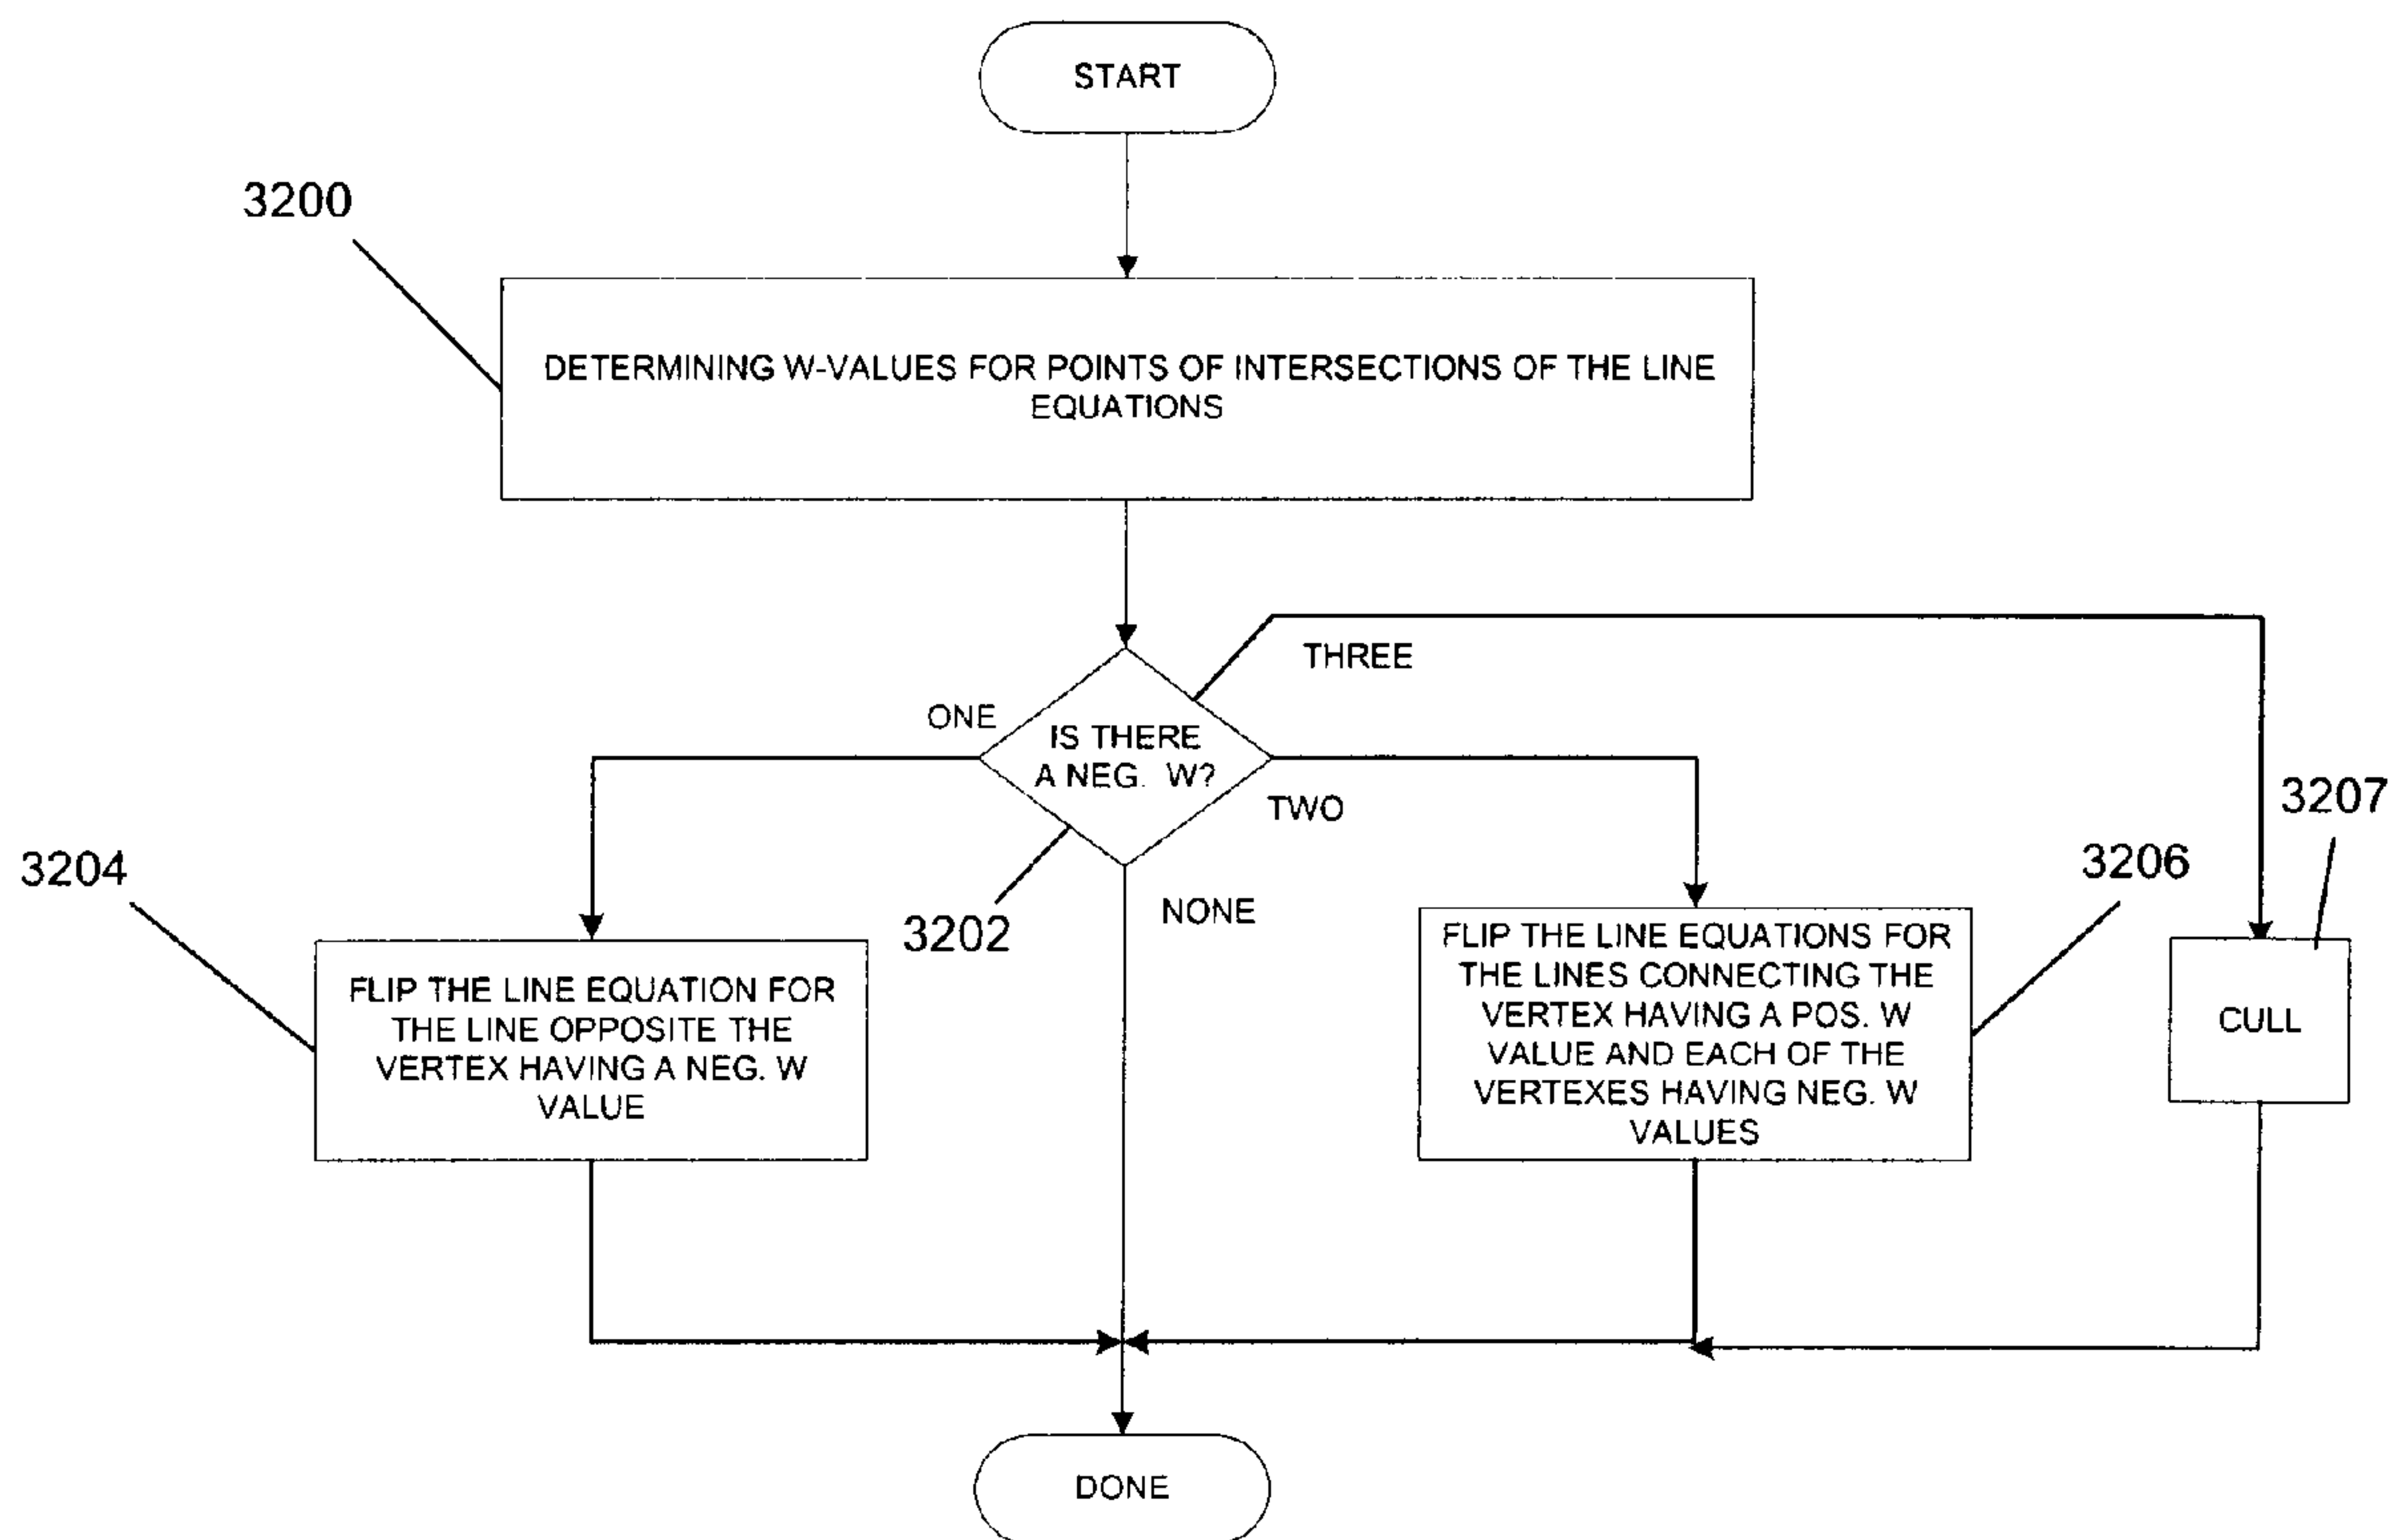 START
3200
DETERMINING W-VALUES FOR POINTS OF INTERSECTIONS OF THE LINE
EQUATIONS
THREE
ONE
IS THERE
A NEG. W?
TWO
3207
3204
3202
NONE
3206
FLIP THE LINE EQUATION FOR
THE LINE OPPOSITE THE
VERTEX HAVING A NEG. W
VALUE
FLIP THE LINE EQUATIONS FOR
THE LINES CONNECTING THE
VERTEX HAVING A POS. W
VALUE AND EACH OF THE
VERTEXES HAVING NEG. W
VALUES
CULL
DONE